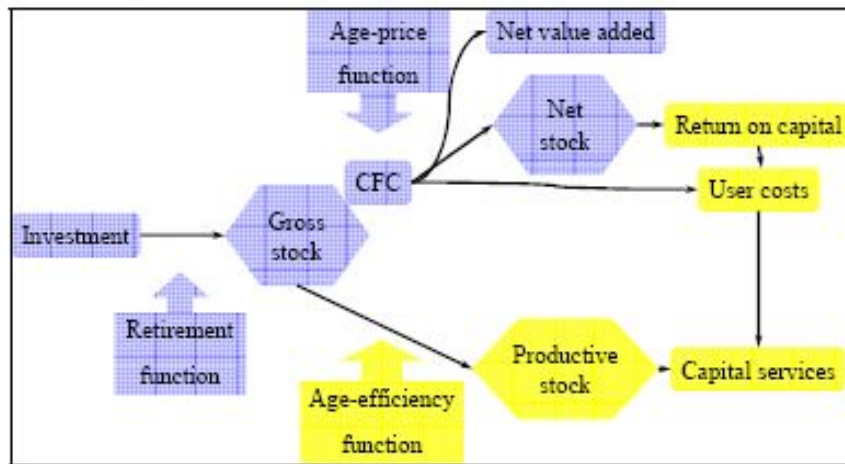 Age-price
function
Net value added
Net
stock
Return on capital
CFC
User costs
Investment
Gross
stock
Retirement
function
Age-efficiency
function
Productive
stock
Capital services